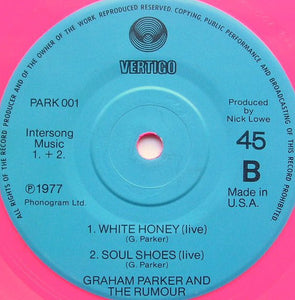 ALL RIGHTS OF THE RECORD PRODUCER AND OF THE OWNER OF THE RECORDED WORK RESERVED. COPYING, PUBLIC PERFORMANCE AND BROADCASTING OF THIS RECORD PROHIBITED.
VERTIGO
PARK 001
Intersong
Music
1. + 2.
Ⓟ1977
Phonogram Ltd.
Produced by
Nick Lowe
45
B
Made in
U.S.A.
1. WHITE HONEY (live)
(G. Parker)
2. SOUL SHOES (live)
(G. Parker)
GRAHAM PARKER AND
THE RUMOUR